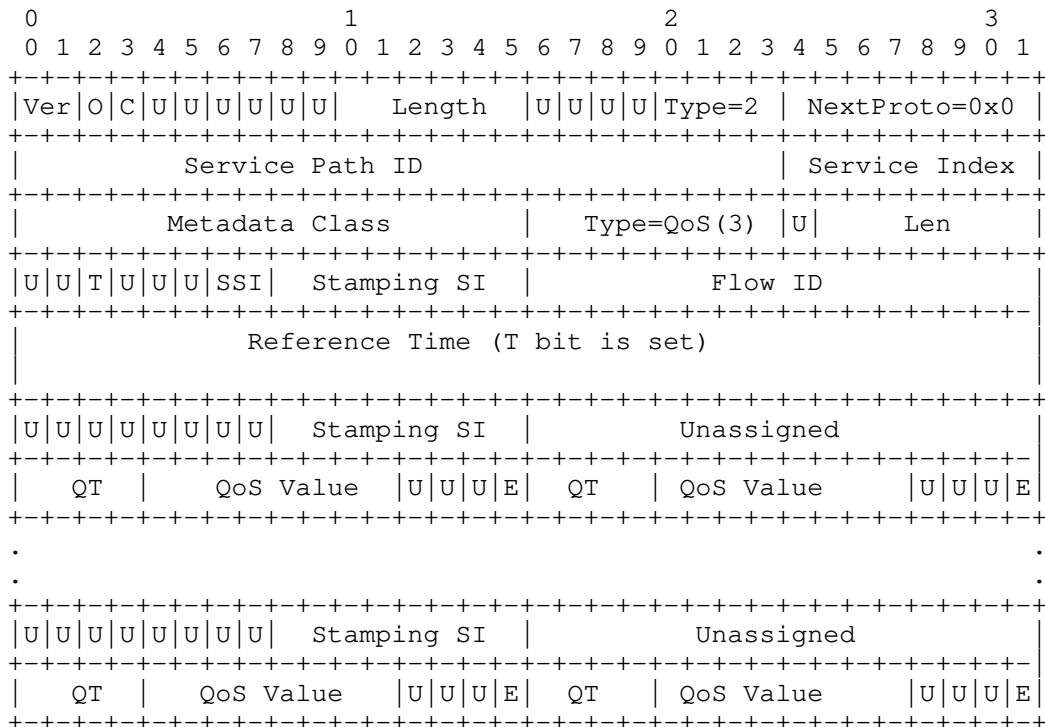 0                   1                   2                   3
 0 1 2 3 4 5 6 7 8 9 0 1 2 3 4 5 6 7 8 9 0 1 2 3 4 5 6 7 8 9 0 1
+-+-+-+-+-+-+-+-+-+-+-+-+-+-+-+-+-+-+-+-+-+-+-+-+-+-+-+-+-+-+-+-+
|Ver|O|C|U|U|U|U|U|U|   Length  |U|U|U|U|Type=2 | NextProto=0x0 |
+-+-+-+-+-+-+-+-+-+-+-+-+-+-+-+-+-+-+-+-+-+-+-+-+-+-+-+-+-+-+-+-+
|          Service Path ID                      | Service Index |
+-+-+-+-+-+-+-+-+-+-+-+-+-+-+-+-+-+-+-+-+-+-+-+-+-+-+-+-+-+-+-+-+
|         Metadata Class        |   Type=QoS(3) |U|     Len     |
+-+-+-+-+-+-+-+-+-+-+-+-+-+-+-+-+-+-+-+-+-+-+-+-+-+-+-+-+-+-+-+-+
|U|U|T|U|U|U|SSI|  Stamping SI  |           Flow ID             |
+-+-+-+-+-+-+-+-+-+-+-+-+-+-+-+-+-+-+-+-+-+-+-+-+-+-+-+-+-+-+-+-|
|              Reference Time (T bit is set)                    |
|                                                               |
+-+-+-+-+-+-+-+-+-+-+-+-+-+-+-+-+-+-+-+-+-+-+-+-+-+-+-+-+-+-+-+-+
|U|U|U|U|U|U|U|U|  Stamping SI  |         Unassigned            |
+-+-+-+-+-+-+-+-+-+-+-+-+-+-+-+-+-+-+-+-+-+-+-+-+-+-+-+-+-+-+-+-|
|   QT  |    QoS Value  |U|U|U|E|  QT   | QoS Value     |U|U|U|E|
+-+-+-+-+-+-+-+-+-+-+-+-+-+-+-+-+-+-+-+-+-+-+-+-+-+-+-+-+-+-+-+-+
.                                                               .
.                                                               .
+-+-+-+-+-+-+-+-+-+-+-+-+-+-+-+-+-+-+-+-+-+-+-+-+-+-+-+-+-+-+-+-+
|U|U|U|U|U|U|U|U|  Stamping SI  |          Unassigned           |
+-+-+-+-+-+-+-+-+-+-+-+-+-+-+-+-+-+-+-+-+-+-+-+-+-+-+-+-+-+-+-+-|
|   QT  |   QoS Value   |U|U|U|E|  QT   | QoS Value     |U|U|U|E|
+-+-+-+-+-+-+-+-+-+-+-+-+-+-+-+-+-+-+-+-+-+-+-+-+-+-+-+-+-+-+-+-+